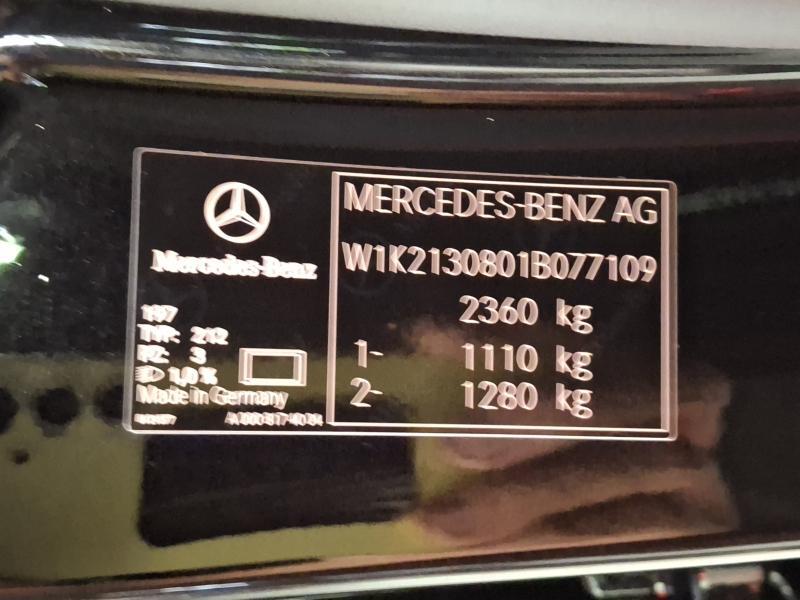 Mercedes-Benz
197
TYP: 212
PZ: 3
1,0 %
Made in Germany
MERCEDES-BENZ AG
W1K2130801B077109
2360 kg
1- 1110 kg
2- 1280 kg